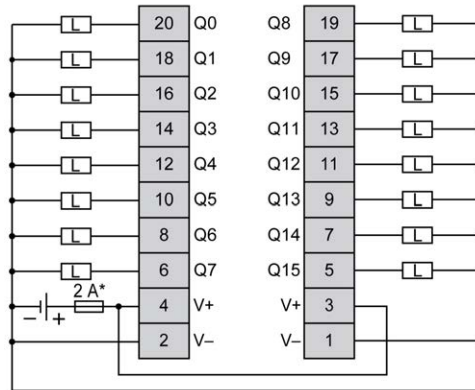 L 20 Q0 Q8 19 L
L 18 Q1 Q9 17 L
L 16 Q2 Q10 15 L
L 14 Q3 Q11 13 L
L 12 Q4 Q12 11 L
L 10 Q5 Q13 9 L
L 8 Q6 Q14 7 L
L 6 Q7 Q15 5 L
2 A*
− + 4 V+ V+ 3
2 V− V− 1